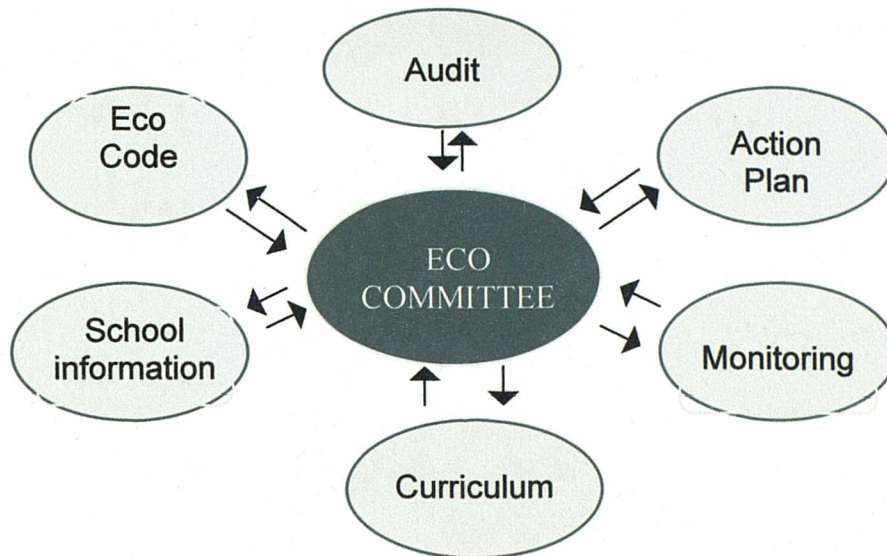 Audit
Eco
Code
Action
Plan
ECO
COMMITTEE
School
information
Monitoring
Curriculum